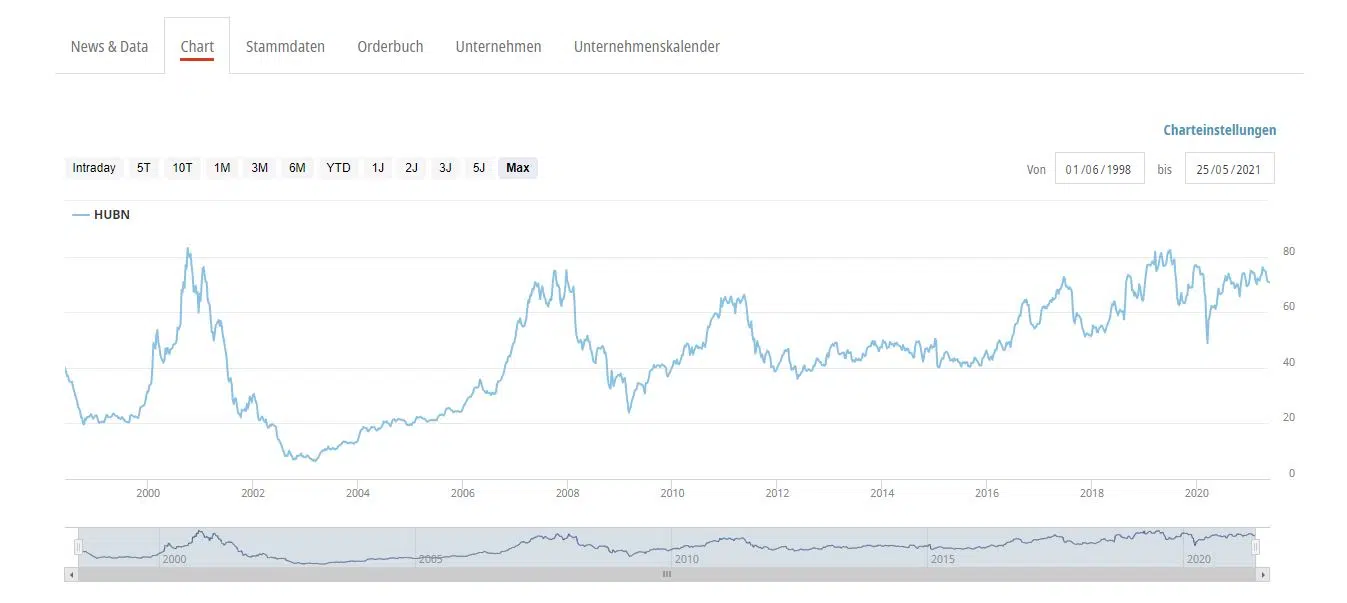 News & Data Chart Stammdaten Orderbuch Unternehmen Unternehmenskalender
Charteinstellungen
Intraday 5T 10T 1M 3M 6M YTD 1J 2J 3J 5J Max Von 01/06/1998 bis 25/05/2021
HUBN
80
60
40
20
0
2000 2002 2004 2006 2008 2010 2012 2014 2016 2018 2020
2000 2005 2010 2015 2020